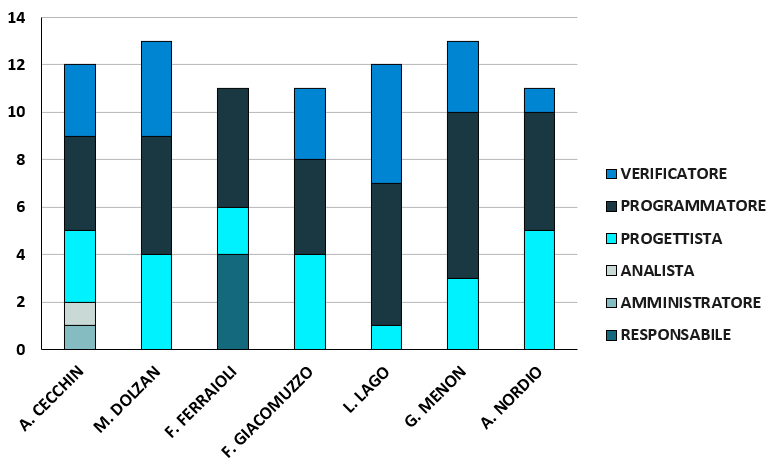 14
12
10
8
6
4
2
0
A. CECCHIN
M. DOLZAN
F. FERRAIOLI
F. GIACOMUZZO
L. LAGO
G. MENON
A. NORDIO
VERIFICATORE
PROGRAMMATORE
PROGETTISTA
ANALISTA
AMMINISTRATORE
RESPONSABILE